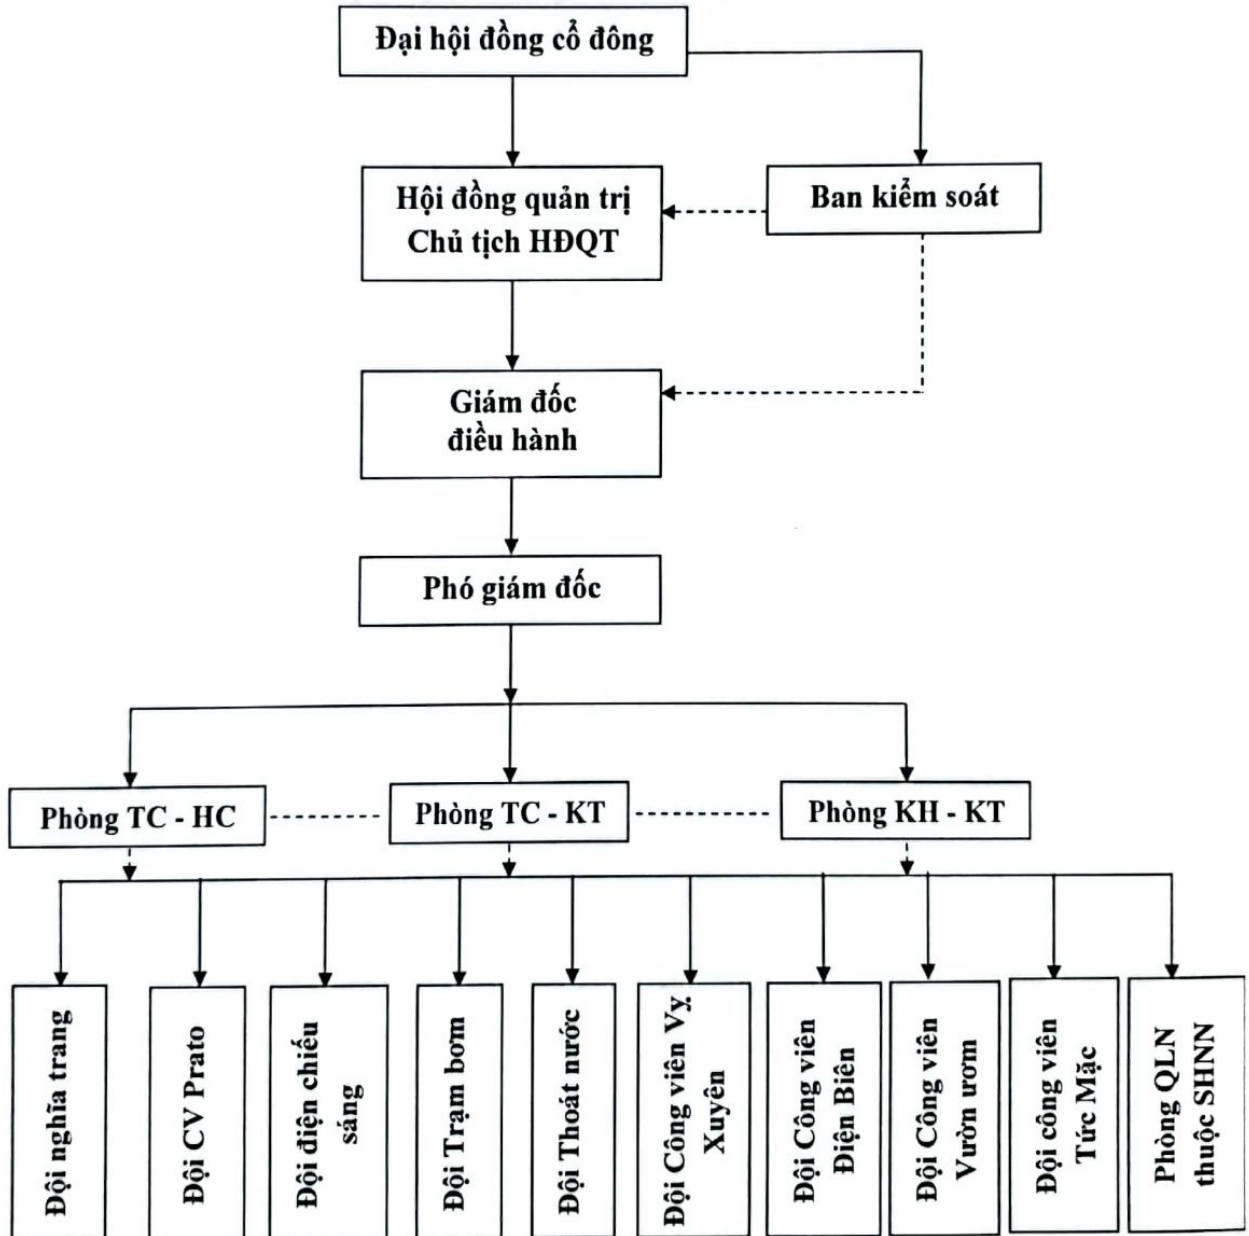 Đại hội đồng cổ đông
Hội đồng quản trị
Chủ tịch HĐQT
Ban kiểm soát
Giám đốc
điều hành
Phó giám đốc
Phòng TC - HC
Phòng TC - KT
Phòng KH - KT
Đội nghĩa trang
Đội CV Prato
Đội điện chiếu
sáng
Đội Trạm bơm
Đội Thoát nước
Đội Công viên Vỵ
Xuyên
Đội Công viên
Điện Biên
Đội Công viên
Vườn ươm
Đội công viên
Tức Mặc
Phòng QLN
thuộc SHNN